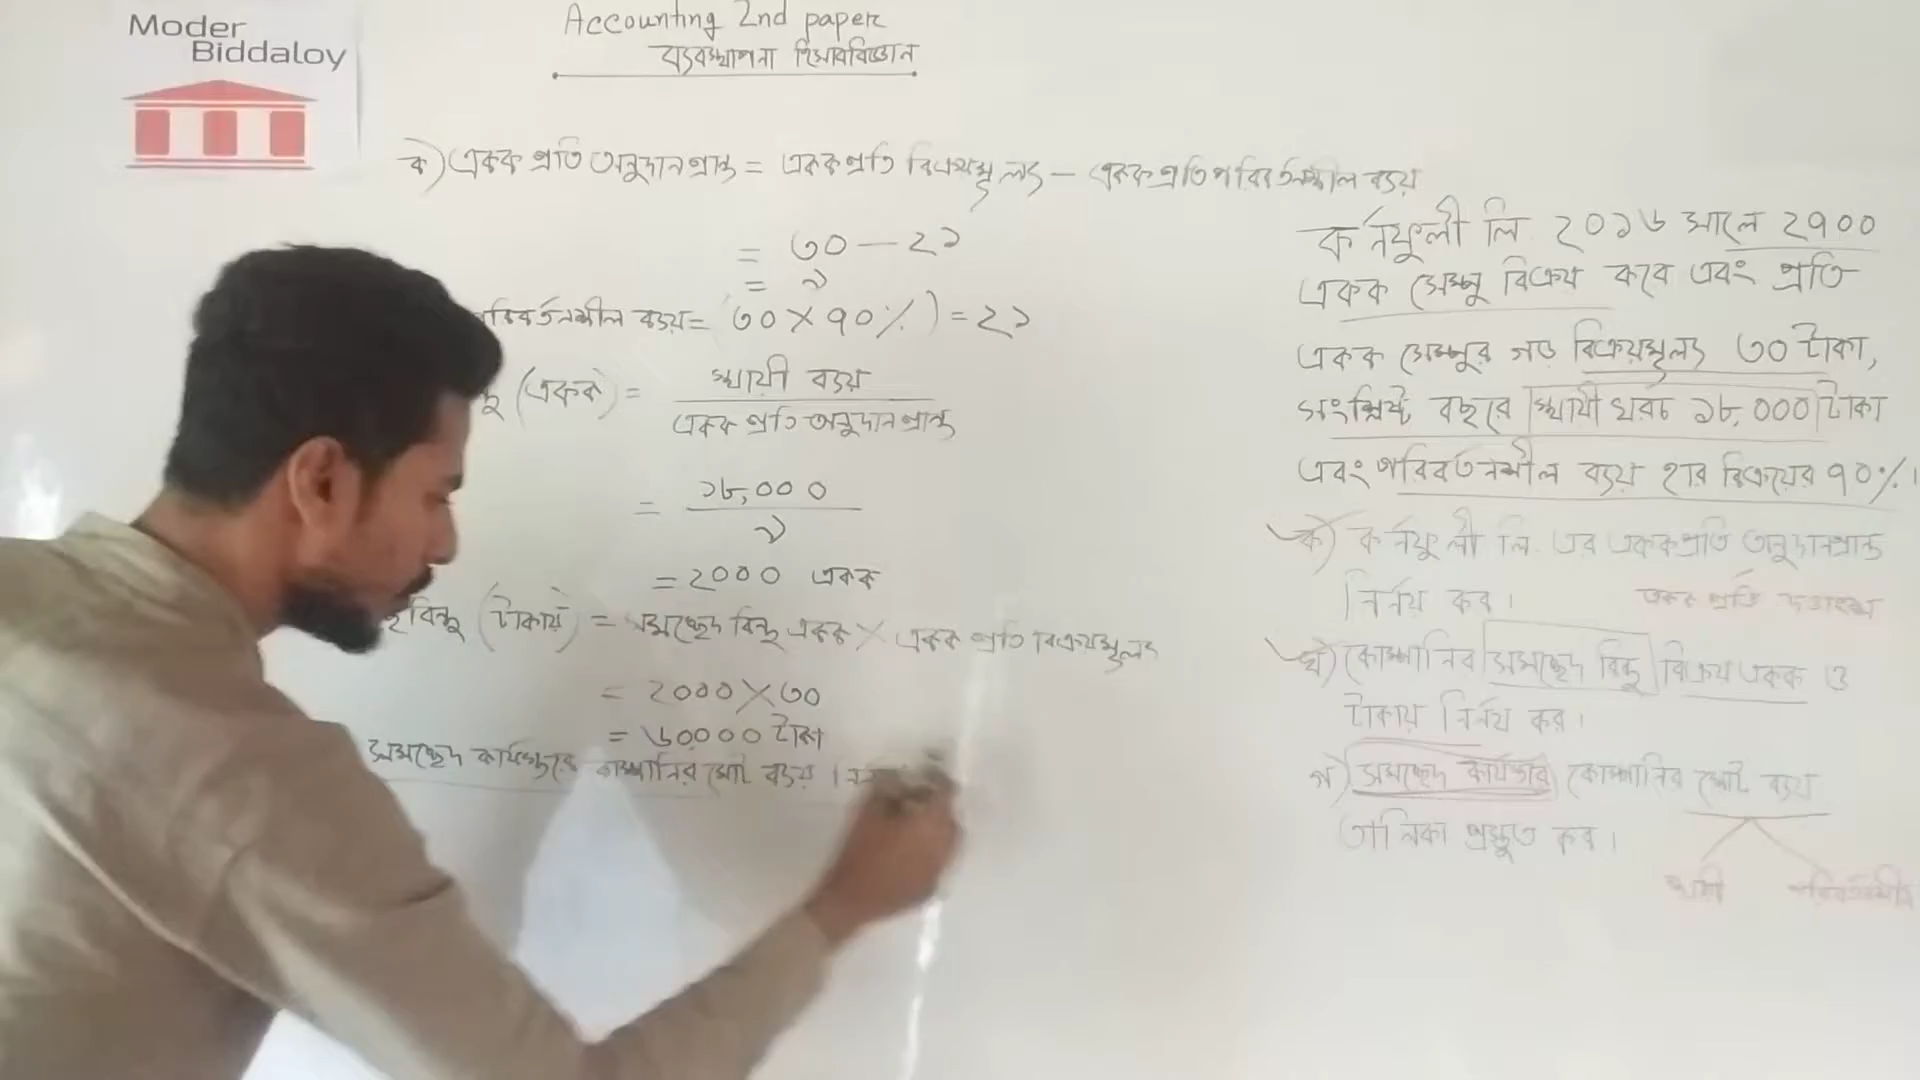 Moder
Biddaloy
Accounting 2nd paper
ব্যবস্থাপনা হিসাববিজ্ঞান
ক) একক প্রতি অনুদানপ্রান্ত = একক প্রতি বিক্রয়মূল্য – একক প্রতি পরিবর্তনশীল ব্যয়
= ৩০ — ২১
= ৯
পরিবর্তনশীল ব্যয় = (৩০ X ৭০%) = ২১
(একক) = স্থায়ী ব্যয়
একক প্রতি অনুদানপ্রান্ত
= ১৮,০০০
৯
= ২০০০ একক
বিন্দু (টাকায়) = সমচ্ছেদ বিন্দু একক X একক প্রতি বিক্রয়মূল্য
= ২০০০ X ৩০
= ৬০০০০ টাকা
সমচ্ছেদ কার্যস্তরে কোম্পানির মোট ব্যয়
কর্নফুলী লি. ২০১৬ সালে ২৭০০
একক শেম্পু বিক্রয় করে এবং প্রতি
একক শেম্পুর গড় বিক্রয়মূল্য ৩০ টাকা,
সংশ্লিষ্ট বছরে স্থায়ী খরচ ১৮,০০০ টাকা
এবং পরিবর্তনশীল ব্যয় হার বিক্রয়ের ৭০%।
ক) কর্নফুলী লি. এর একক প্রতি অনুদানপ্রান্ত
নির্নয় কর।
একক প্রতি
খ) কোম্পানির সমচ্ছেদ বিন্দু বিক্রয় একক ও
টাকায় নির্নয় কর।
গ) সমচ্ছেদ কার্যস্তরে কোম্পানির মোট ব্যয়
তালিকা প্রস্তুত কর।
স্থায়ী পরিবর্তনশীল